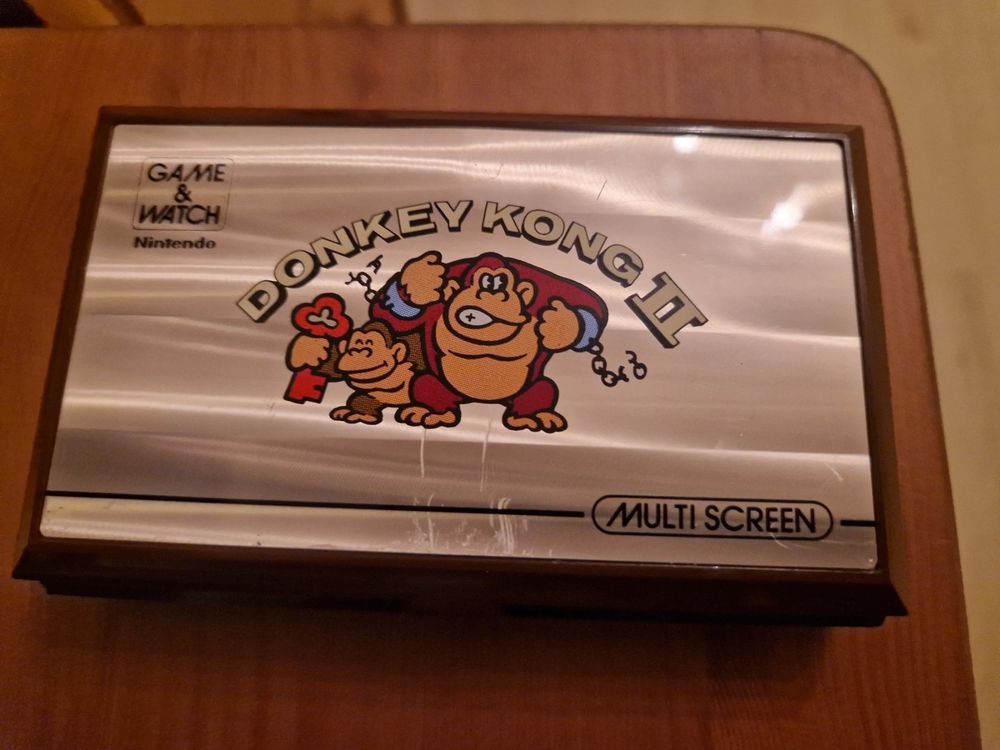 GAME
&
WATCH
Nintendo
DONKEY KONG II
MULTI SCREEN